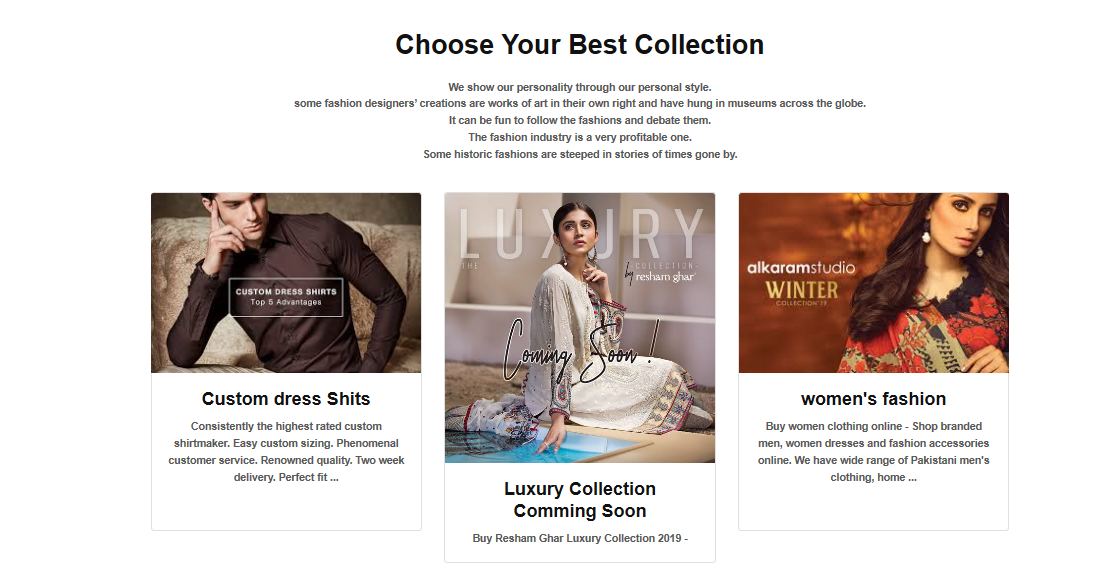 Choose Your Best Collection
We show our personality through our personal style.
some fashion designers’ creations are works of art in their own right and have hung in museums across the globe.
It can be fun to follow the fashions and debate them.
The fashion industry is a very profitable one.
Some historic fashions are steeped in stories of times gone by.
CUSTOM DRESS SHIRTS
Top 5 Advantages
Custom dress Shits
Consistently the highest rated custom
shirtmaker. Easy custom sizing. Phenomenal
customer service. Renowned quality. Two week
delivery. Perfect fit ...
LUXURY
THE COLLECTION
by resham ghar
Coming Soon !
Luxury Collection
Comming Soon
Buy Resham Ghar Luxury Collection 2019 -
alkaramstudio
WINTER
COLLECTION'19
women's fashion
Buy women clothing online - Shop branded
men, women dresses and fashion accessories
online. We have wide range of Pakistani men's
clothing, home ...